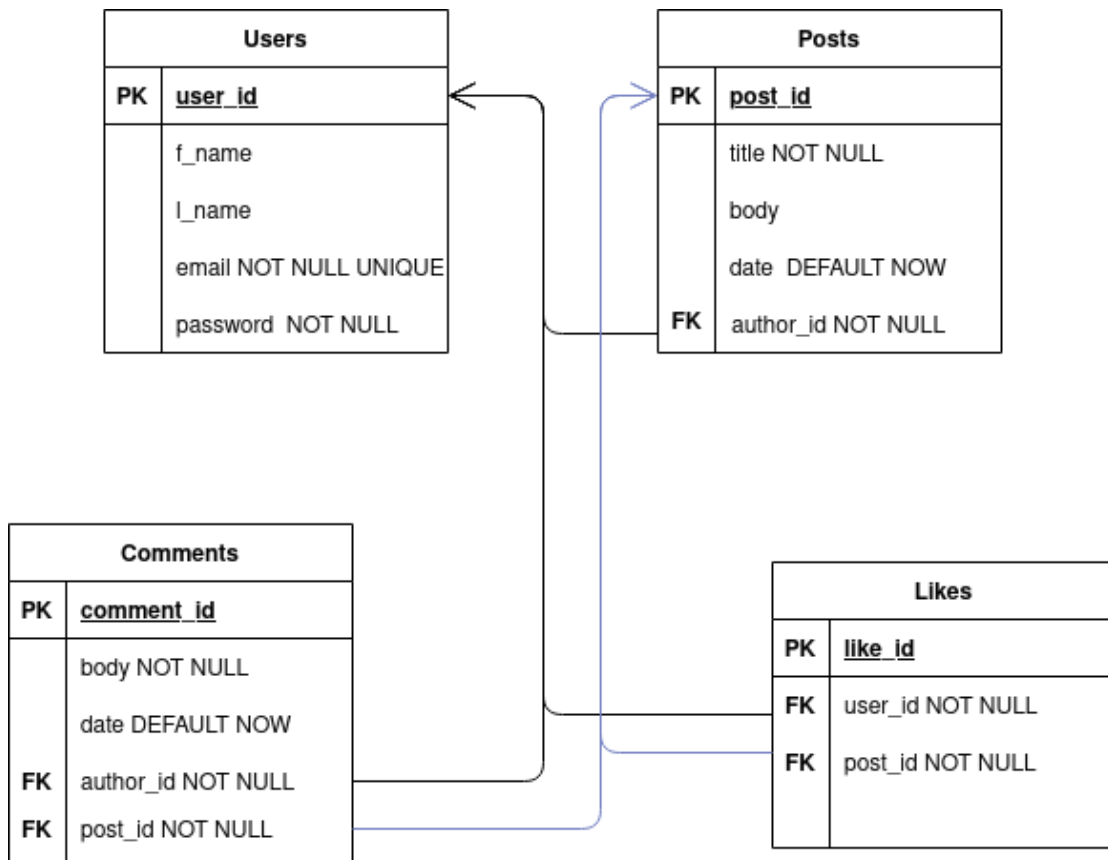 Users
PK user_id
f_name
l_name
email NOT NULL UNIQUE
password  NOT NULL
Posts
PK post_id
title NOT NULL
body
date  DEFAULT NOW
FK author_id NOT NULL
Comments
PK comment_id
body NOT NULL
date DEFAULT NOW
FK author_id NOT NULL
FK post_id NOT NULL
Likes
PK like_id
FK user_id NOT NULL
FK post_id NOT NULL